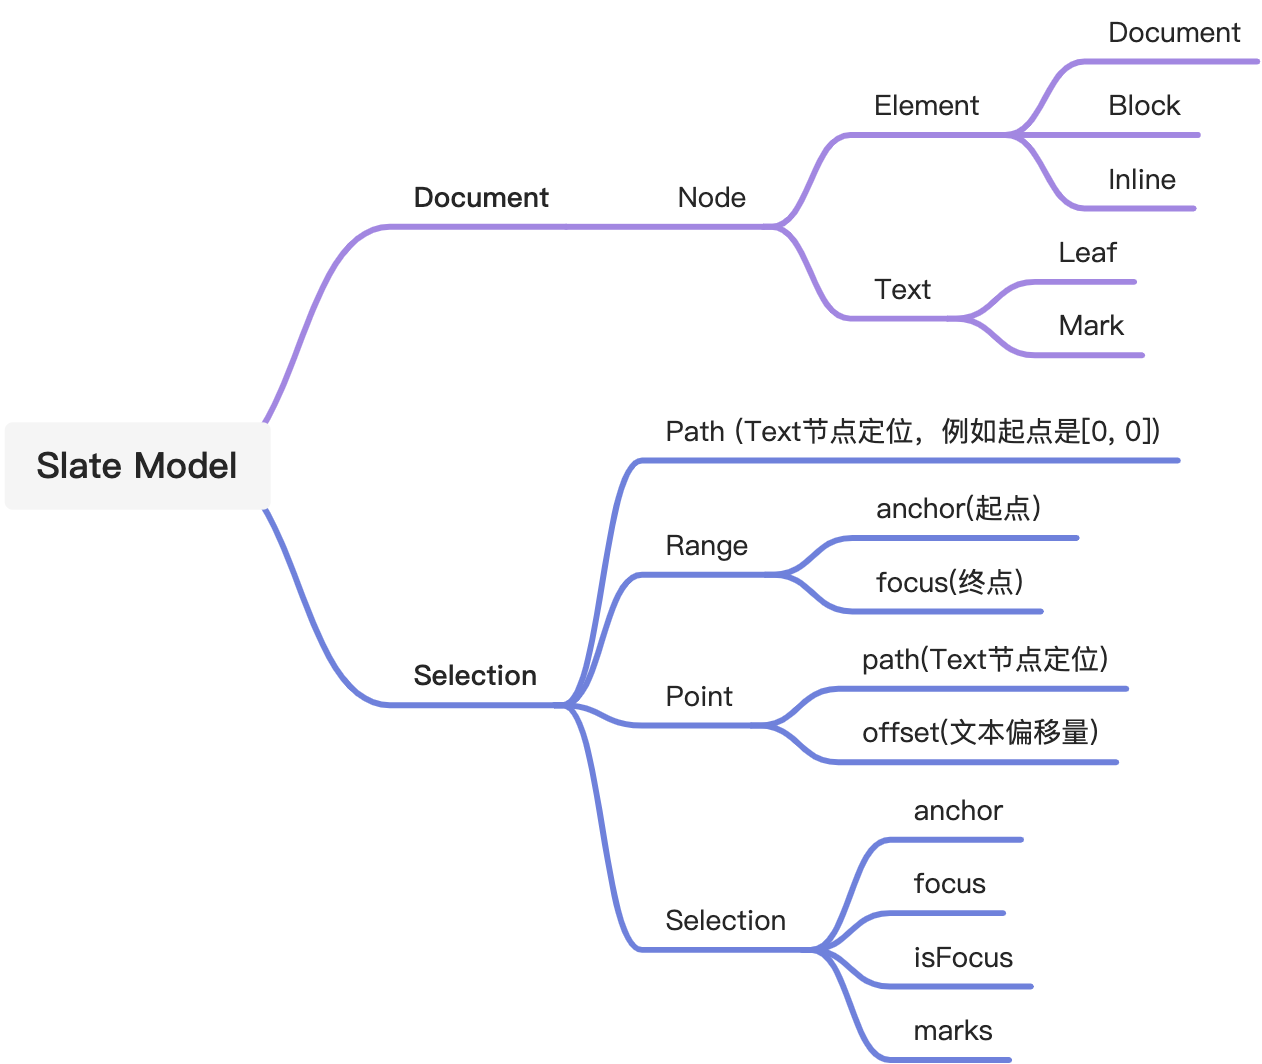 Slate Model
Document
Node
Element
Document
Block
Inline
Text
Leaf
Mark
Selection
Path (Text节点定位，例如起点是[0, 0])
Range
anchor(起点)
focus(终点)
Point
path(Text节点定位)
offset(文本偏移量)
Selection
anchor
focus
isFocus
marks